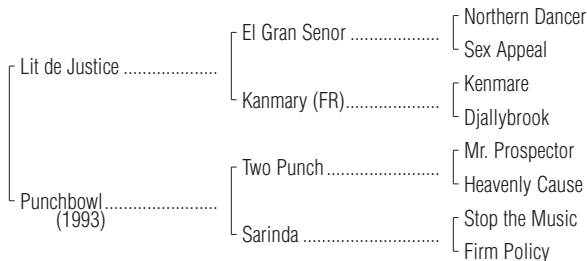 Northern Dancer
El Gran Senor ...................
Sex Appeal
Lit de Justice ....................
Kenmare
Kanmary (FR)....................
Djallybrook
Mr. Prospector
Two Punch ........................
Heavenly Cause
Punchbowl........................
(1993)
Stop the Music
Sarinda .............................
Firm Policy